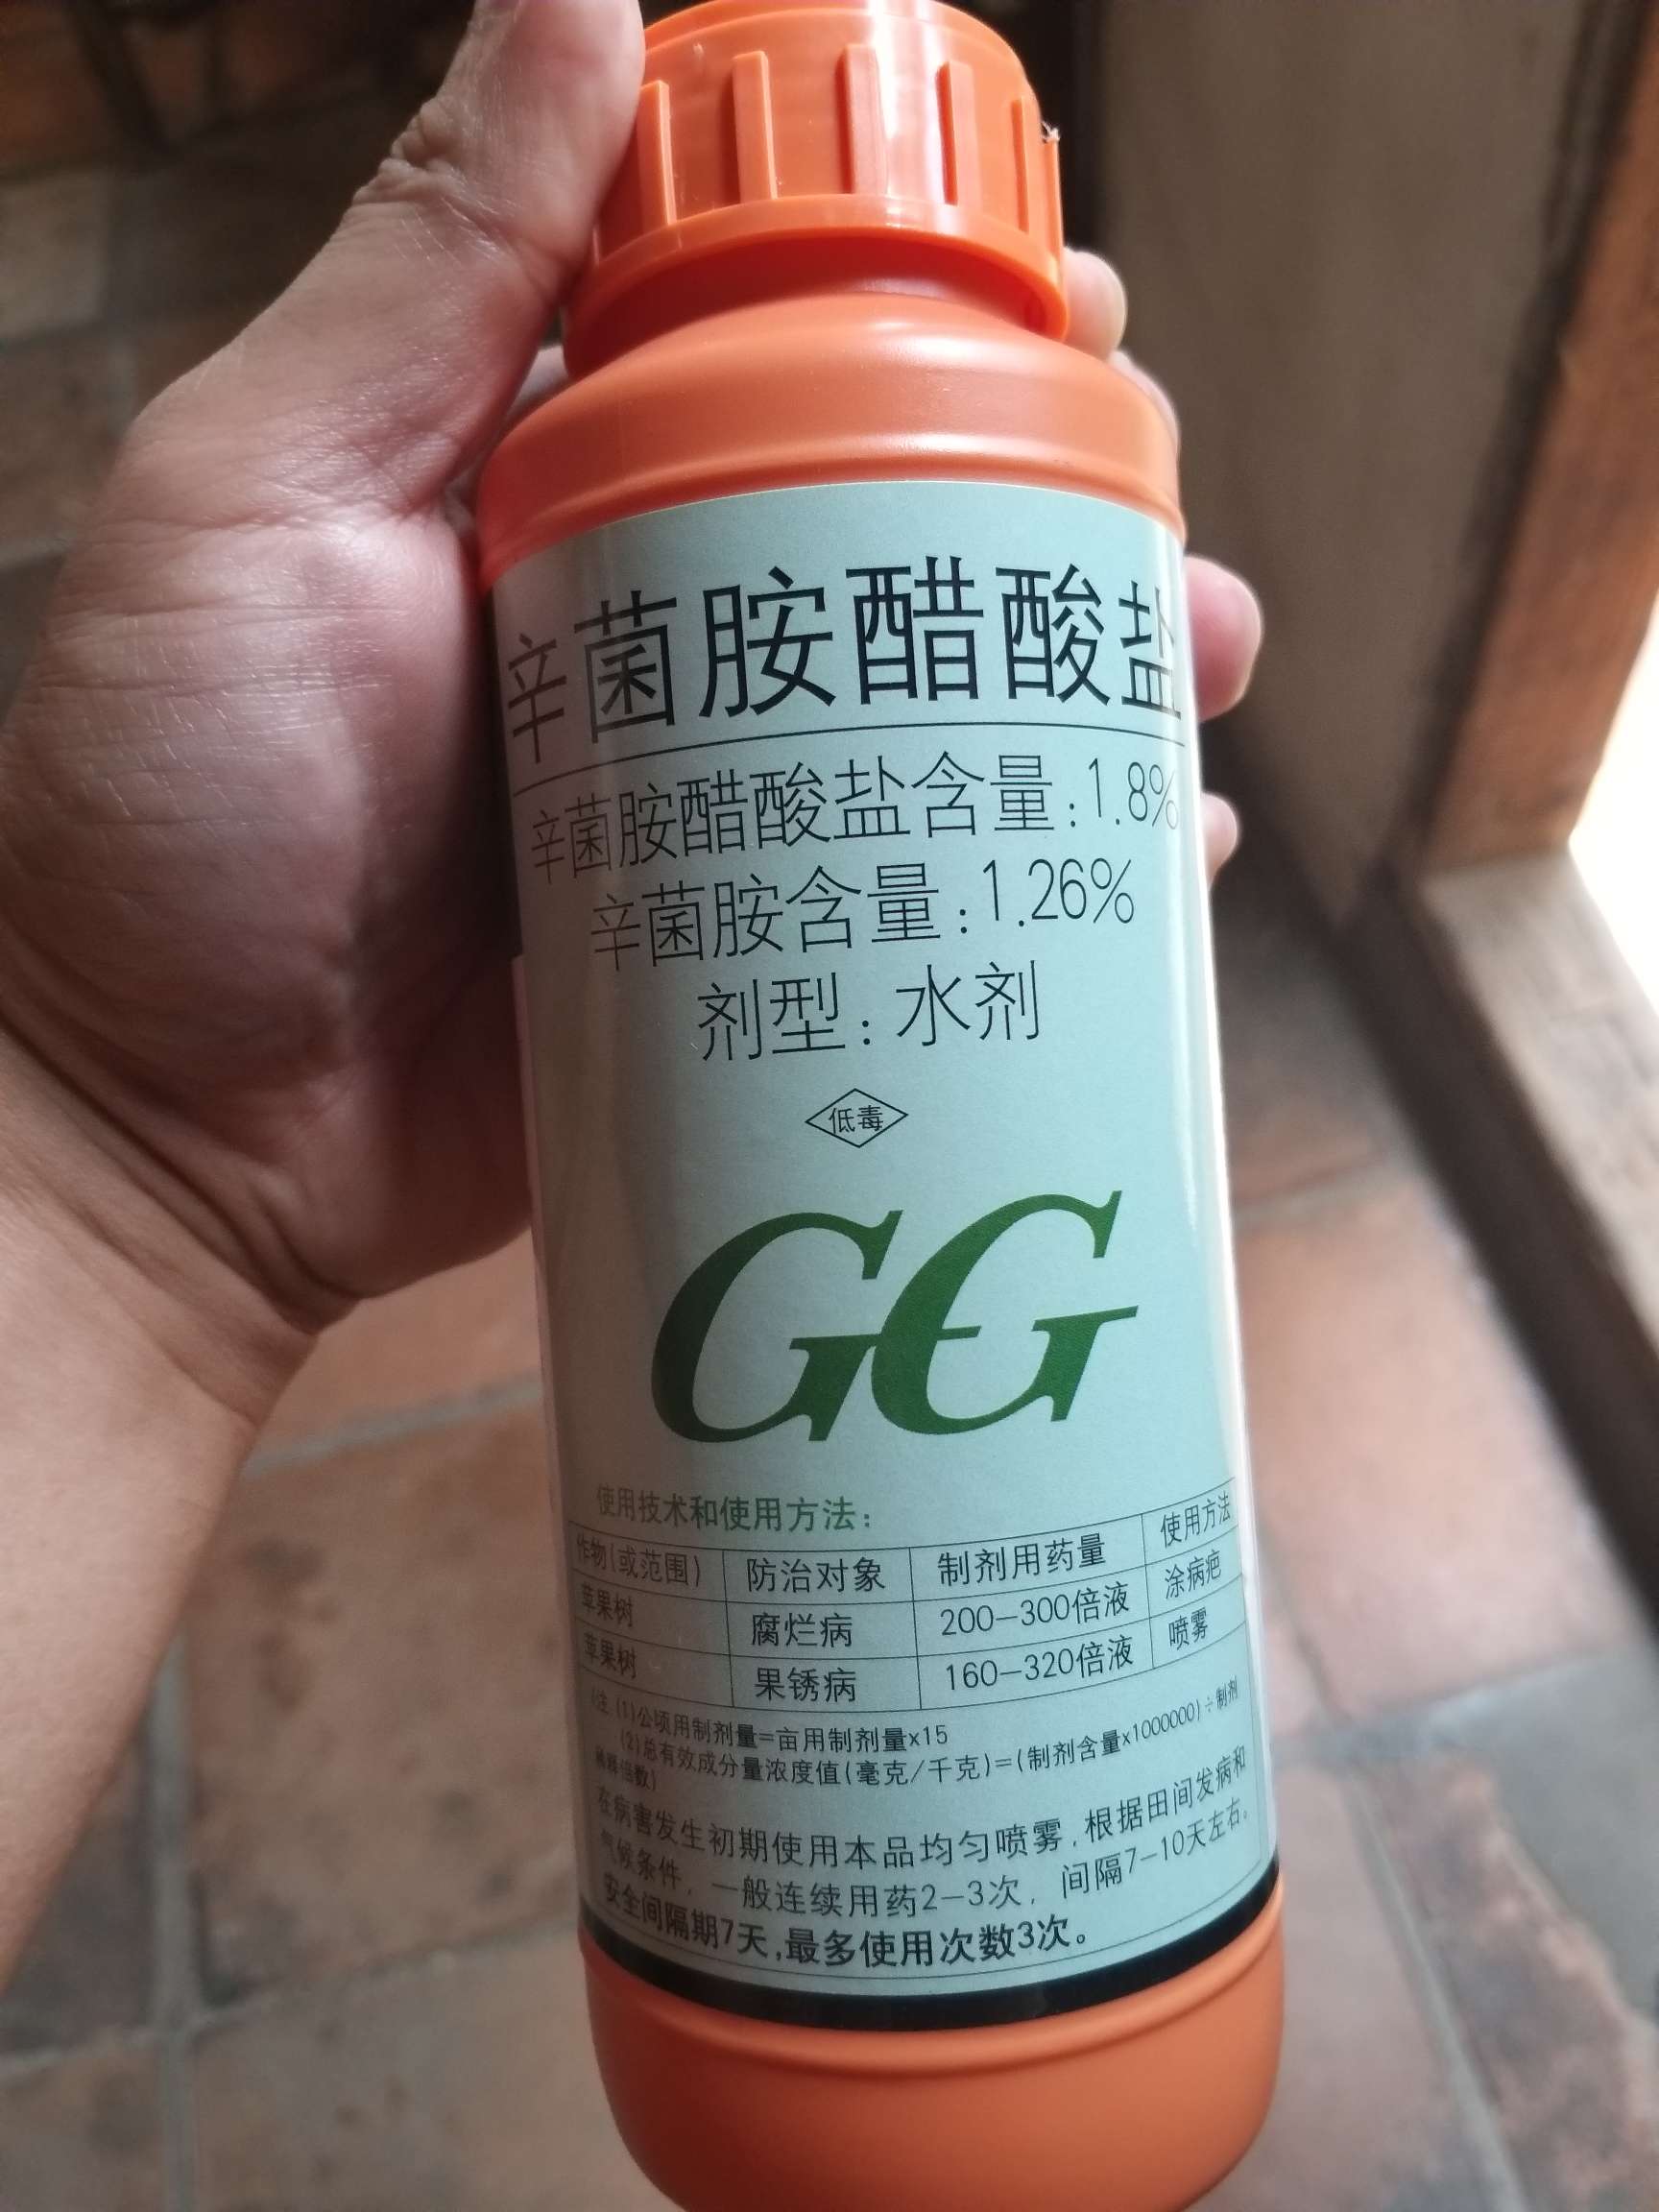 辛菌胺醋酸盐
辛菌胺醋酸盐含量:1.8%
辛菌胺含量:1.26%
剂型:水剂
低毒
GG
使用技术和使用方法:
作物(或范围) 防治对象 制剂用药量 使用方法
苹果树 腐烂病 200-300倍液 涂病疤
苹果树 果锈病 160-320倍液 喷雾
(注 (1)公顷用制剂量=亩用制剂量x15
(2)总有效成分量浓度值(毫克/千克)=(制剂含量x1000000)÷制剂
稀释倍数)
在病害发生初期使用本品均匀喷雾,根据田间发病和
气候条件,一般连续用药2-3次,间隔7-10天左右。
安全间隔期7天,最多使用次数3次。